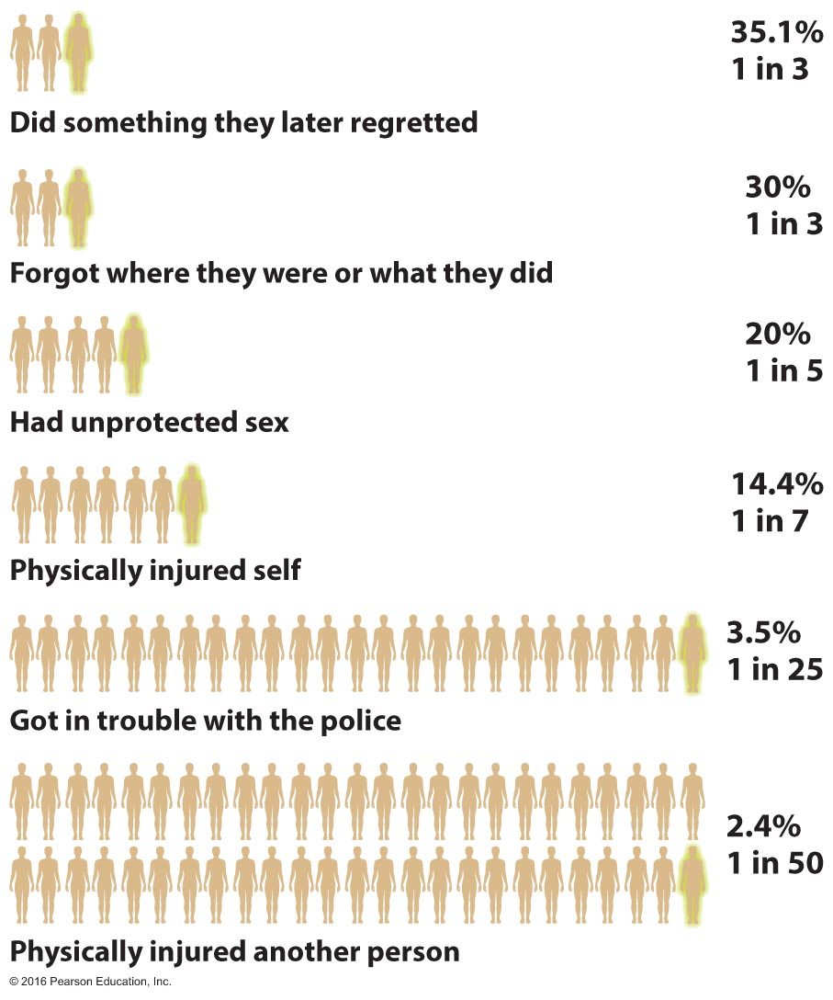 35.1%
1 in 3
Did something they later regretted
30%
1 in 3
Forgot where they were or what they did
20%
1 in 5
Had unprotected sex
14.4%
1 in 7
Physically injured self
3.5%
1 in 25
Got in trouble with the police
2.4%
1 in 50
Physically injured another person
© 2016 Pearson Education, Inc.